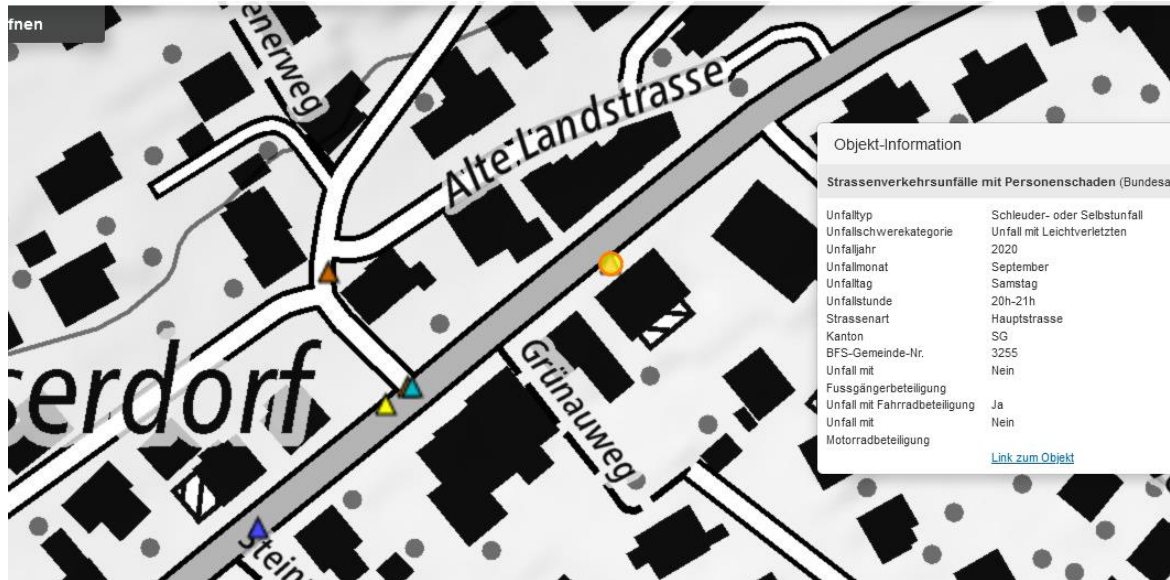 fnen
enerweg
Alte Landstrasse
serdorf
Grünauweg
Stein
Objekt-Information
Strassenverkehrsunfälle mit Personenschaden (Bundesa
Unfalltyp Schleuder- oder Selbstunfall
Unfallschwerekategorie Unfall mit Leichtverletzten
Unfalljahr 2020
Unfallmonat September
Unfalltag Samstag
Unfallstunde 20h-21h
Strassenart Hauptstrasse
Kanton SG
BFS-Gemeinde-Nr. 3255
Unfall mit Nein
Fussgängerbeteiligung
Unfall mit Fahrradbeteiligung Ja
Unfall mit Nein
Motorradbeteiligung
Link zum Objekt